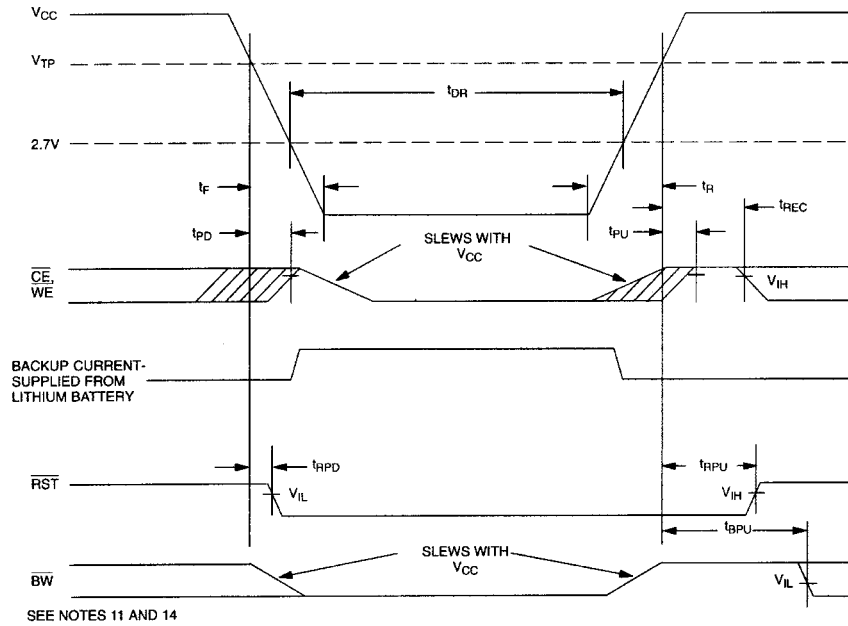 VCC
VTP
tDR
2.7V
tF
tR
tREC
tPD
tPU
SLEWS WITH
VCC
CE,
WE
VIH
BACKUP CURRENT-
SUPPLIED FROM
LITHIUM BATTERY
tRPD
tRPU
RST
VIL
VIH
tBPU
SLEWS WITH
VCC
BW
VIL
SEE NOTES 11 AND 14